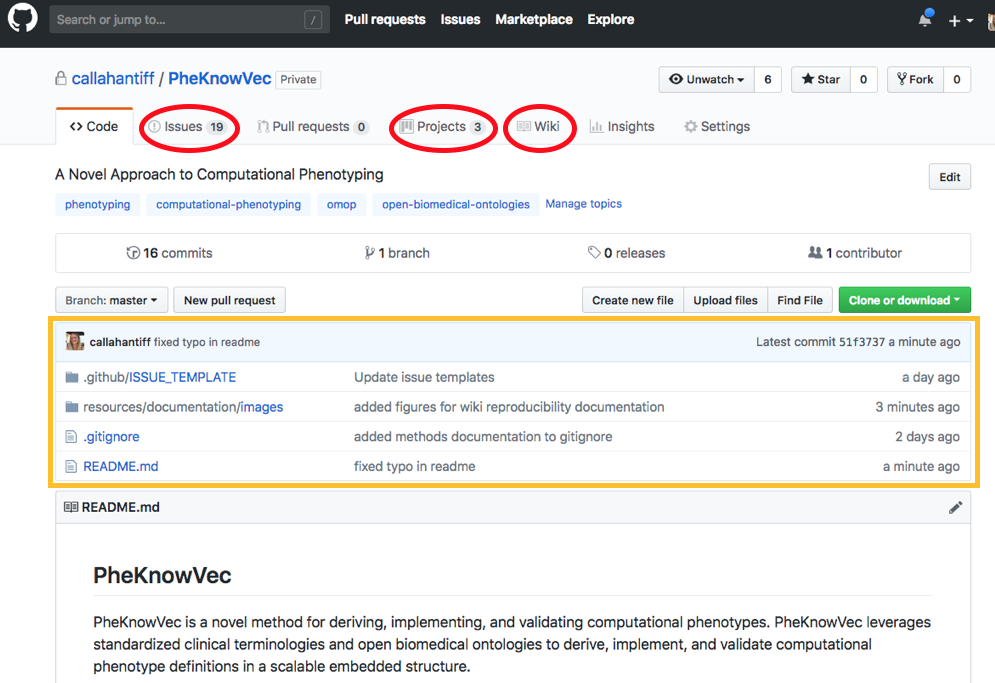 Search or jump to... /
Pull requests Issues Marketplace Explore
callahantiff / PheKnowVec Private
Unwatch 6 Star 0 Fork 0
Code Issues 19 Pull requests 0 Projects 3 Wiki Insights Settings
A Novel Approach to Computational Phenotyping Edit
phenotyping computational-phenotyping omop open-biomedical-ontologies Manage topics
16 commits 1 branch 0 releases 1 contributor
Branch: master New pull request Create new file Upload files Find File Clone or download
callahantiff fixed typo in readme Latest commit 51f3737 a minute ago
.github/ISSUE_TEMPLATE Update issue templates a day ago
resources/documentation/images added figures for wiki reproducibility documentation 3 minutes ago
.gitignore added methods documentation to gitignore 2 days ago
README.md fixed typo in readme a minute ago
README.md
PheKnowVec
PheKnowVec is a novel method for deriving, implementing, and validating computational phenotypes. PheKnowVec leverages
standardized clinical terminologies and open biomedical ontologies to derive, implement, and validate computational
phenotype definitions in a scalable embedded structure.